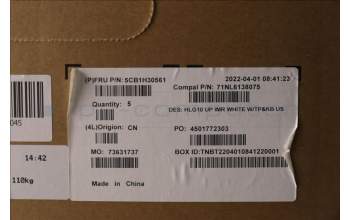 (P)FRU P/N: 5CB1H30561
2022-04-01 08:41:23
Compal P/N: 71NL6138075
Quantity: 5
DES: HLG10 UP IMR WHITE W/TP&KB US
(4L)Origion: CN
PO: 4501772303
MO: 73631737
BOX ID:TNBT2204010841220001
Made in China
045
14:42
110kg